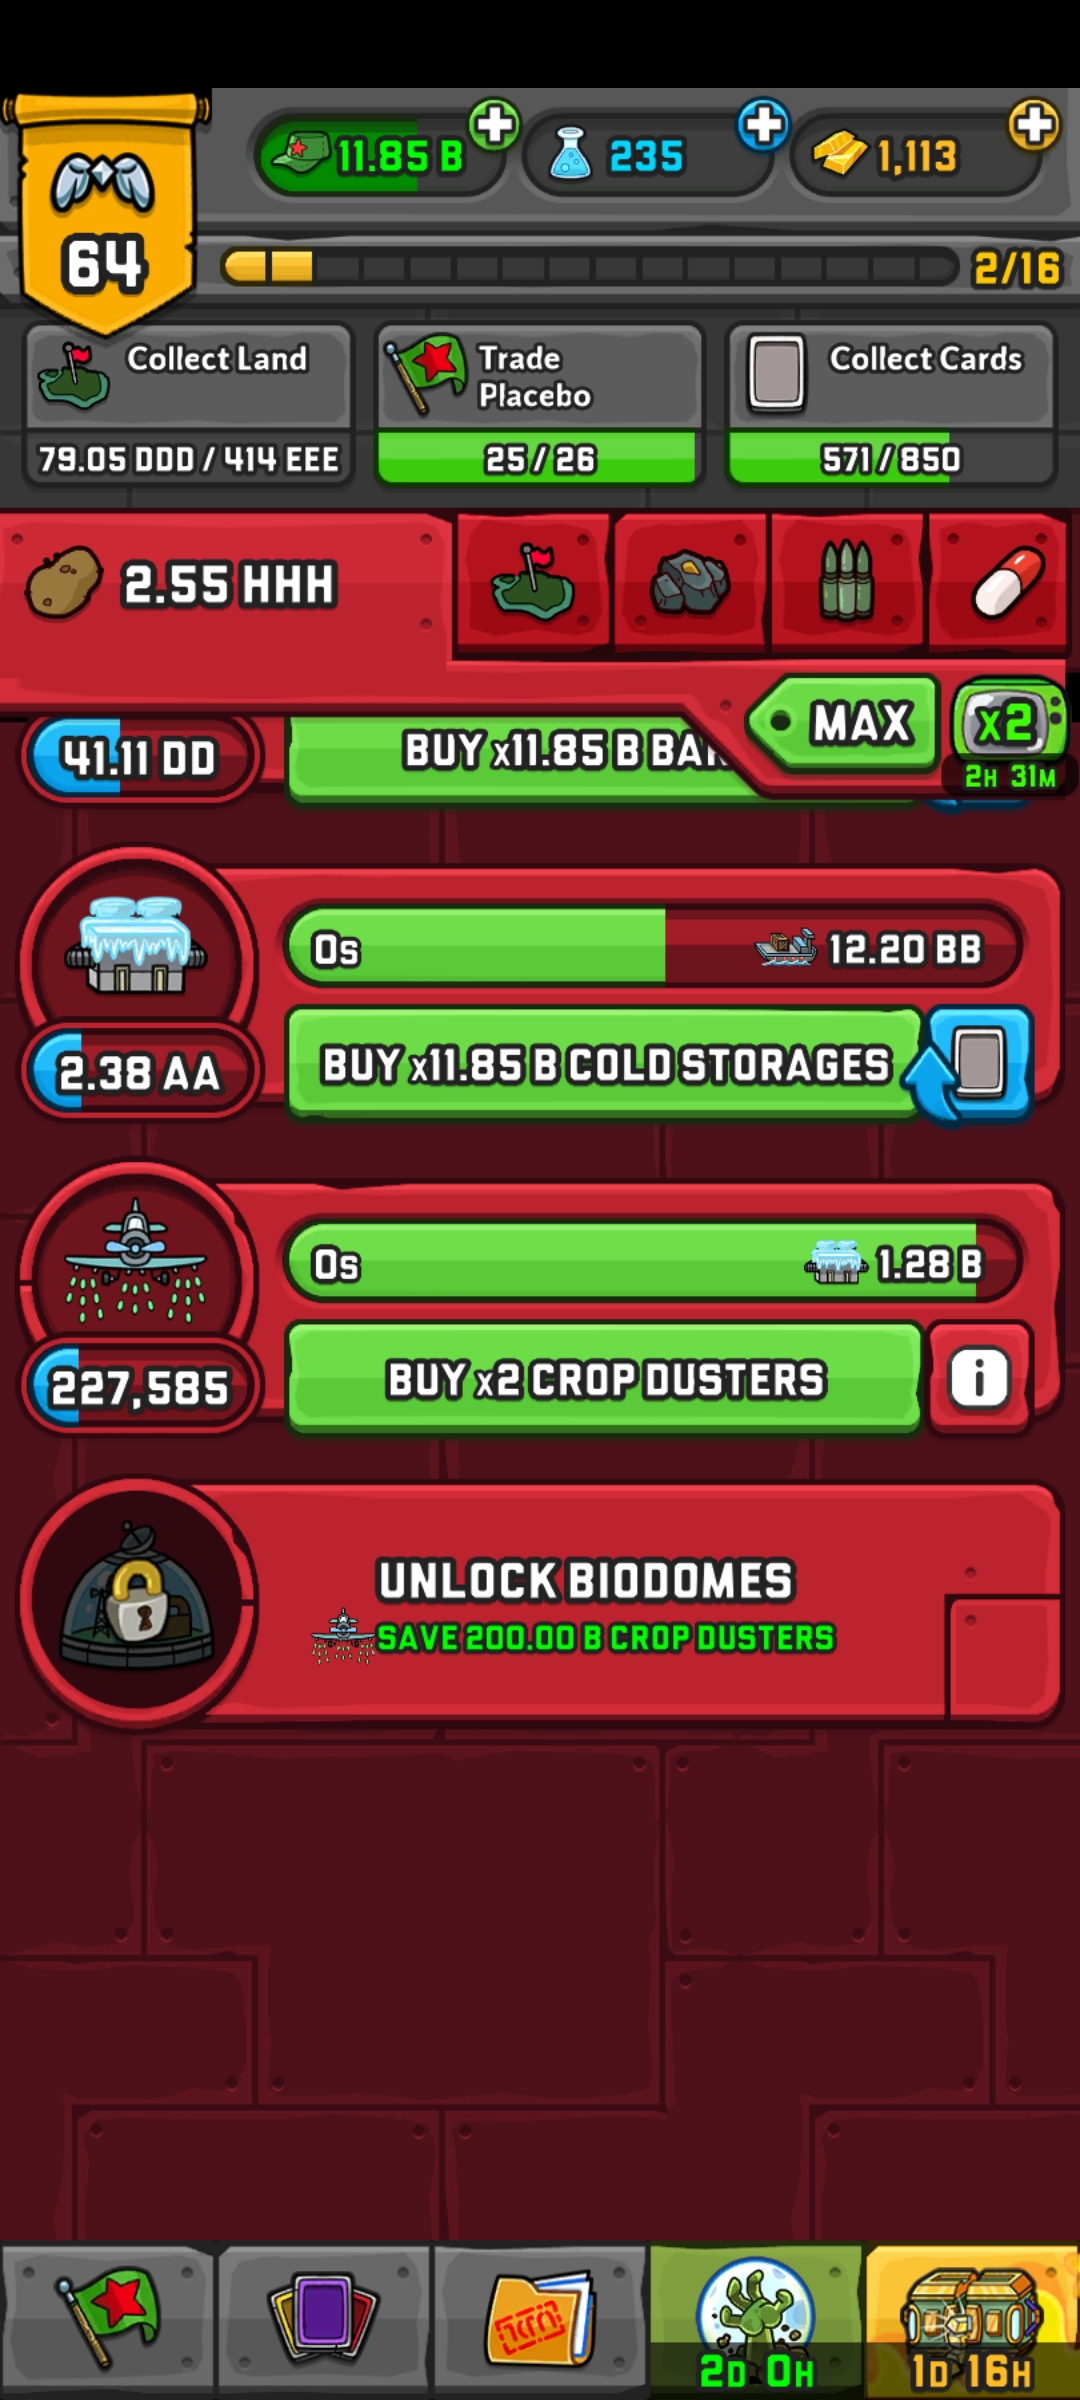 64
11.85 B
235
1,113
2/16
Collect Land
79.05 DDD / 414 EEE
Trade
Placebo
25 / 26
Collect Cards
571 / 850
2.55 HHH
MAX
x2
2H 31M
41.11 DD
BUY x11.85 B
0s
12.20 BB
2.38 AA
BUY x11.85 B COLD STORAGES
0s
1.28 B
227,585
BUY x2 CROP DUSTERS
i
UNLOCK BIODOMES
SAVE 200.00 B CROP DUSTERS
2D 0H
1D 16H